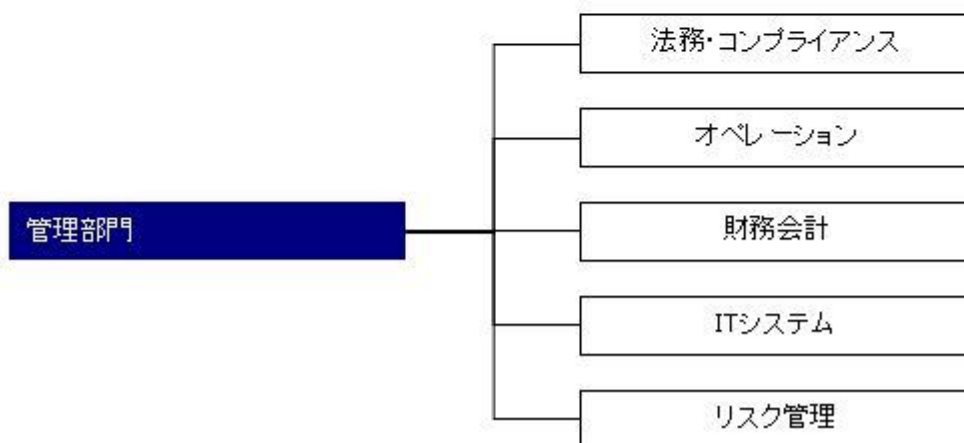 法務・コンプライアンス
オペレーション
管理部門
財務会計
ITシステム
リスク管理